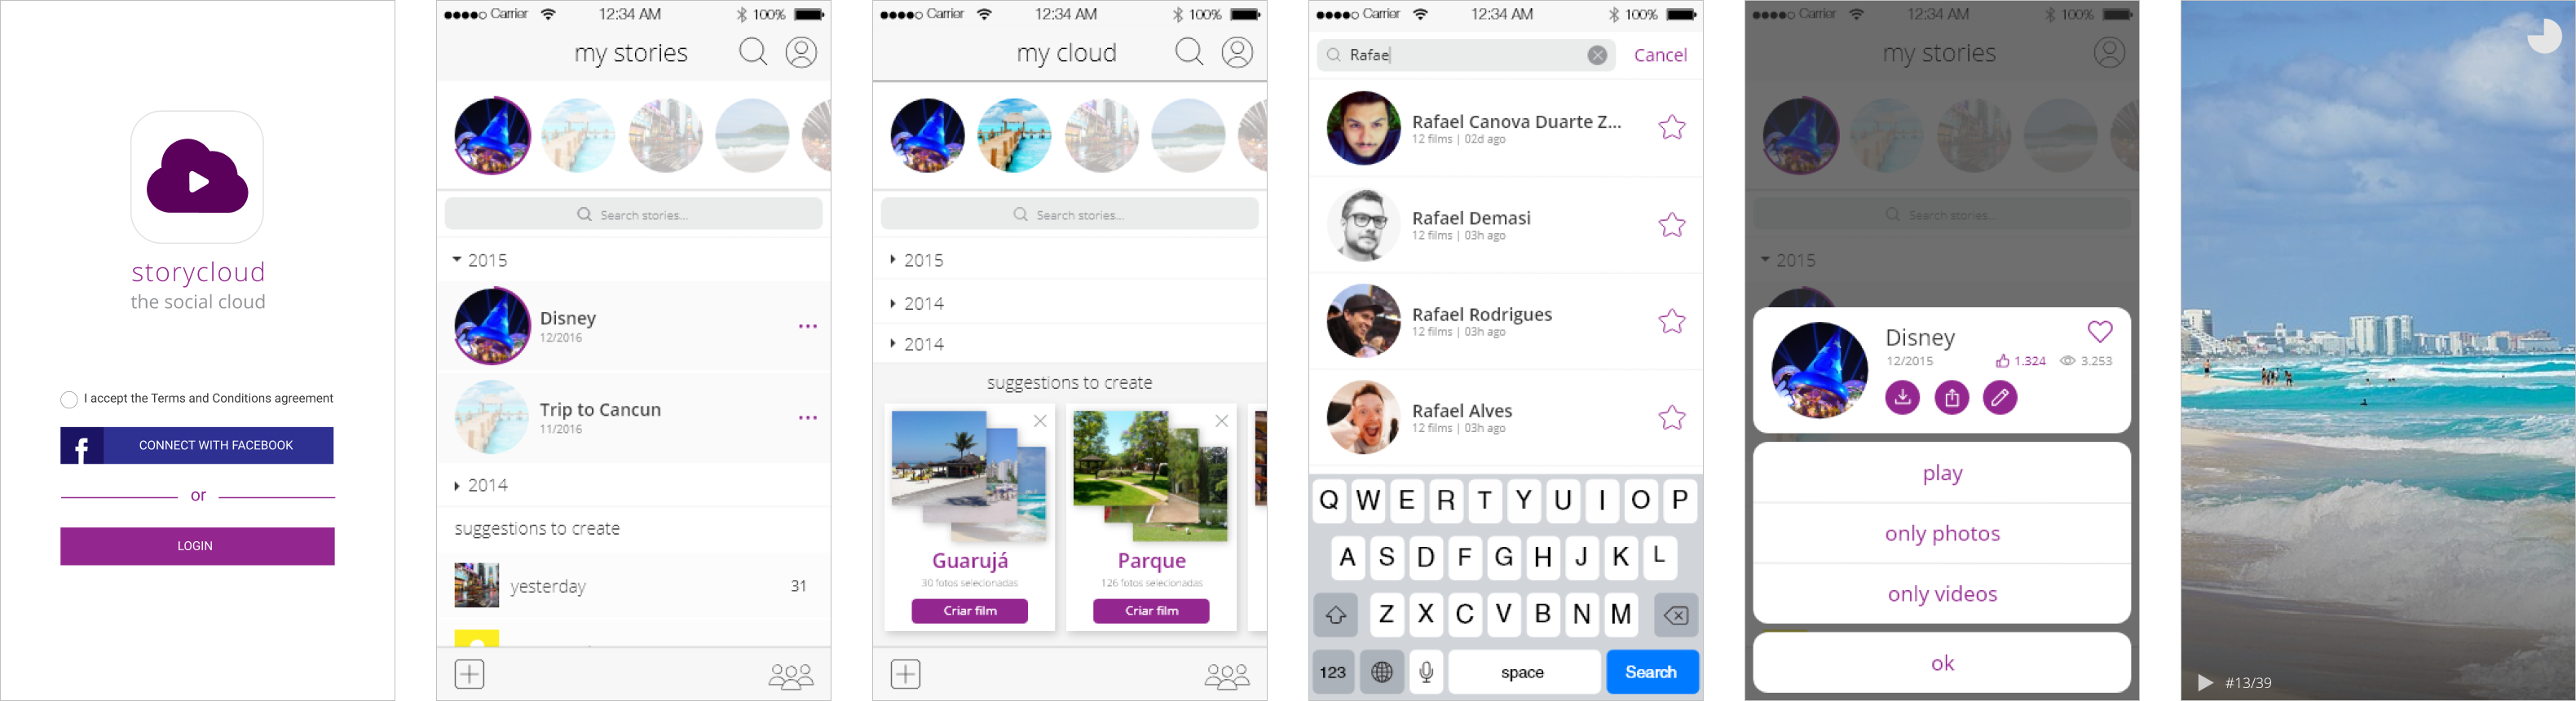 storycloud
the social cloud
I accept the Terms and Conditions agreement
f CONNECT WITH FACEBOOK
or
LOGIN
Carrier 12:34 AM 100%
my stories
Search stories...
2015
Disney
12/2016
Trip to Cancun
11/2016
2014
suggestions to create
yesterday 31
Carrier 12:34 AM 100%
my cloud
Search stories...
2015
2014
2014
suggestions to create
Guarujá
30 fotos selecionadas
Criar film
Parque
126 fotos selecionadas
Criar film
Carrier 12:34 AM 100%
Rafae Cancel
Rafael Canova Duarte Z...
12 films | 02d ago
Rafael Demasi
12 films | 03h ago
Rafael Rodrigues
12 films | 03h ago
Rafael Alves
12 films | 03h ago
Q W E R T Y U I O P
A S D F G H J K L
Z X C V B N M
123 space Search
Carrier 12:34 AM 100%
my stories
Search stories...
2015
Disney
12/2015 1.324 3.253
play
only photos
only videos
ok
#13/39